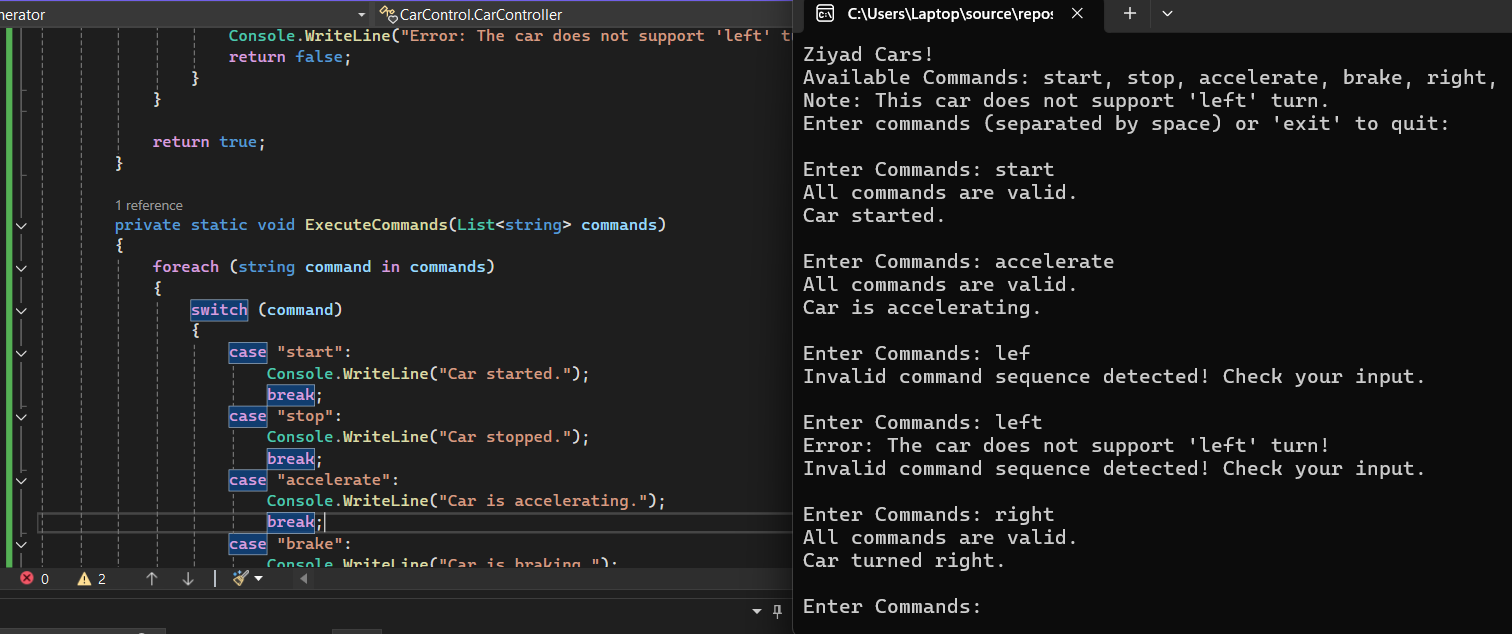 nerator
CarControl.CarController
Console.WriteLine("Error: The car does not support 'left' t
return false;
}
}
return true;
}
1 reference
private static void ExecuteCommands(List<string> commands)
{
foreach (string command in commands)
{
switch (command)
{
case "start":
Console.WriteLine("Car started.");
break;
case "stop":
Console.WriteLine("Car stopped.");
break;
case "accelerate":
Console.WriteLine("Car is accelerating.");
break;
case "brake":
Console.WriteLine("Car is braking.");
0
2
C:\Users\Laptop\source\repos
Ziyad Cars!
Available Commands: start, stop, accelerate, brake, right,
Note: This car does not support 'left' turn.
Enter commands (separated by space) or 'exit' to quit:
Enter Commands: start
All commands are valid.
Car started.
Enter Commands: accelerate
All commands are valid.
Car is accelerating.
Enter Commands: lef
Invalid command sequence detected! Check your input.
Enter Commands: left
Error: The car does not support 'left' turn!
Invalid command sequence detected! Check your input.
Enter Commands: right
All commands are valid.
Car turned right.
Enter Commands: